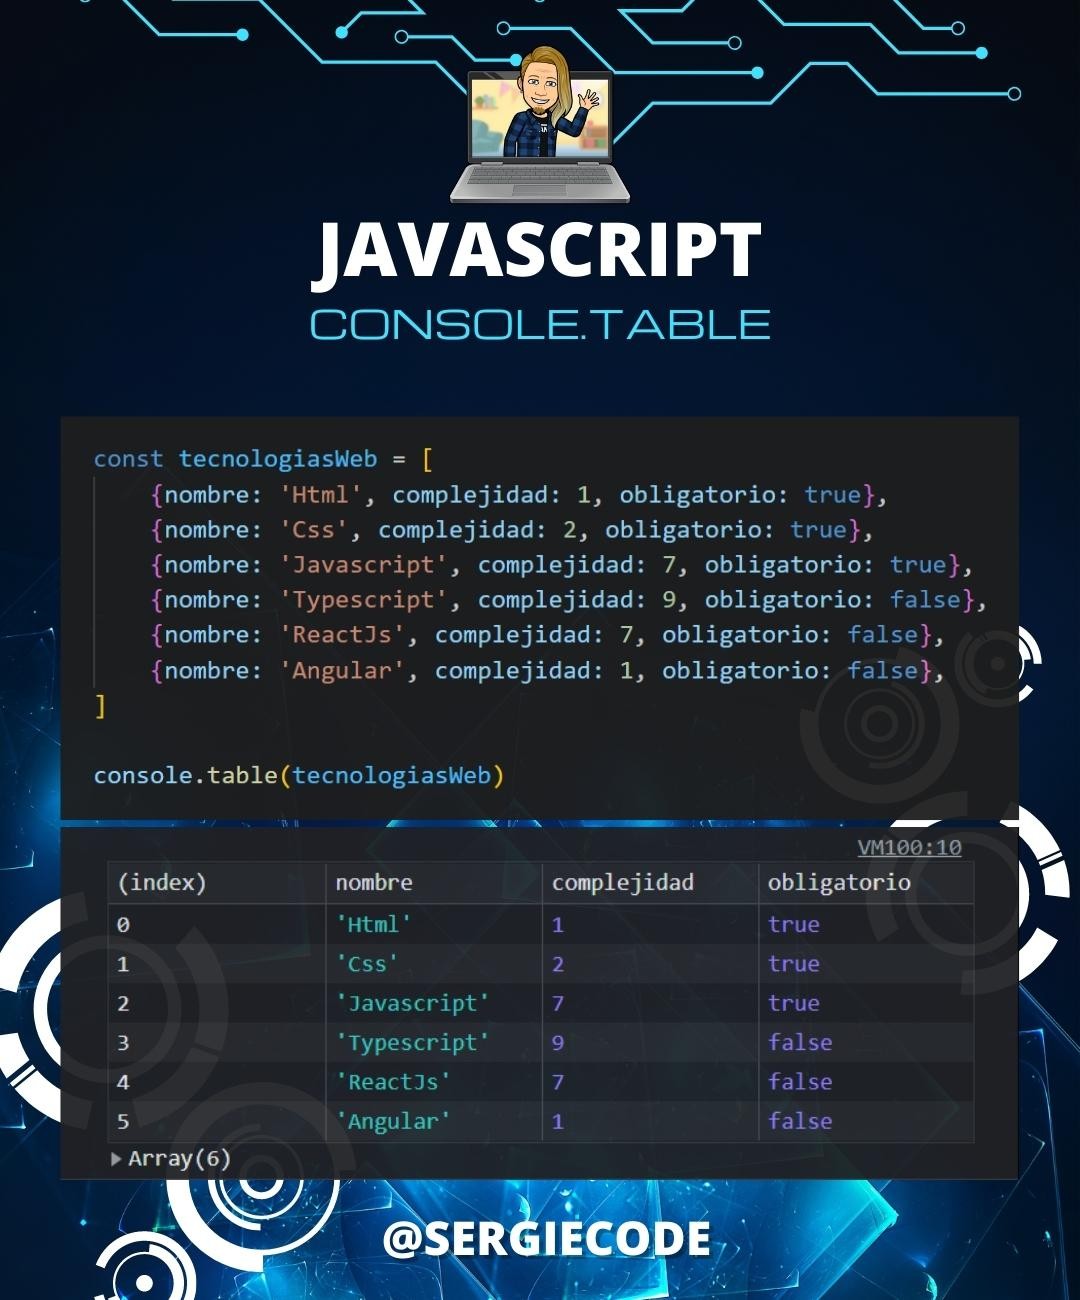 JAVASCRIPT
CONSOLE.TABLE
const tecnologiasWeb = [
    {nombre: 'Html', complejidad: 1, obligatorio: true},
    {nombre: 'Css', complejidad: 2, obligatorio: true},
    {nombre: 'Javascript', complejidad: 7, obligatorio: true},
    {nombre: 'Typescript', complejidad: 9, obligatorio: false},
    {nombre: 'ReactJs', complejidad: 7, obligatorio: false},
    {nombre: 'Angular', complejidad: 1, obligatorio: false},
]
console.table(tecnologiasWeb)
VM100:10
(index) nombre complejidad obligatorio
0 'Html' 1 true
1 'Css' 2 true
2 'Javascript' 7 true
3 'Typescript' 9 false
4 'ReactJs' 7 false
5 'Angular' 1 false
▶ Array(6)
@SERGIECODE